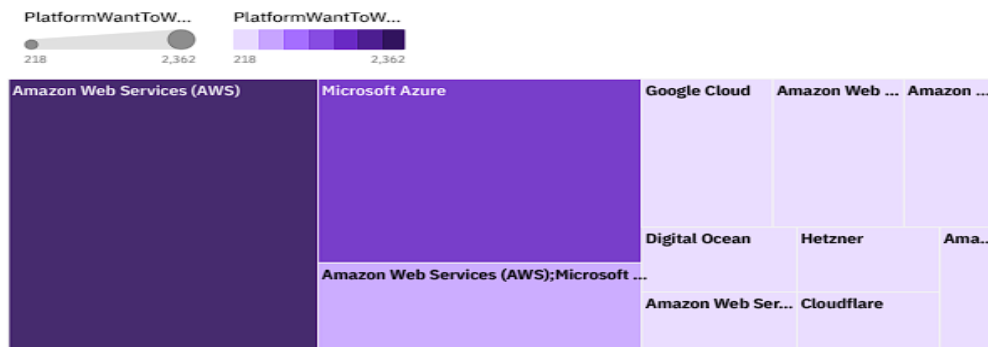 PlatformWantToW... PlatformWantToW...
218 2,362 218 2,362
Amazon Web Services (AWS) Microsoft Azure Google Cloud Amazon Web ... Amazon ...
Digital Ocean Hetzner Ama...
Amazon Web Services (AWS);Microsoft ...
Amazon Web Ser... Cloudflare